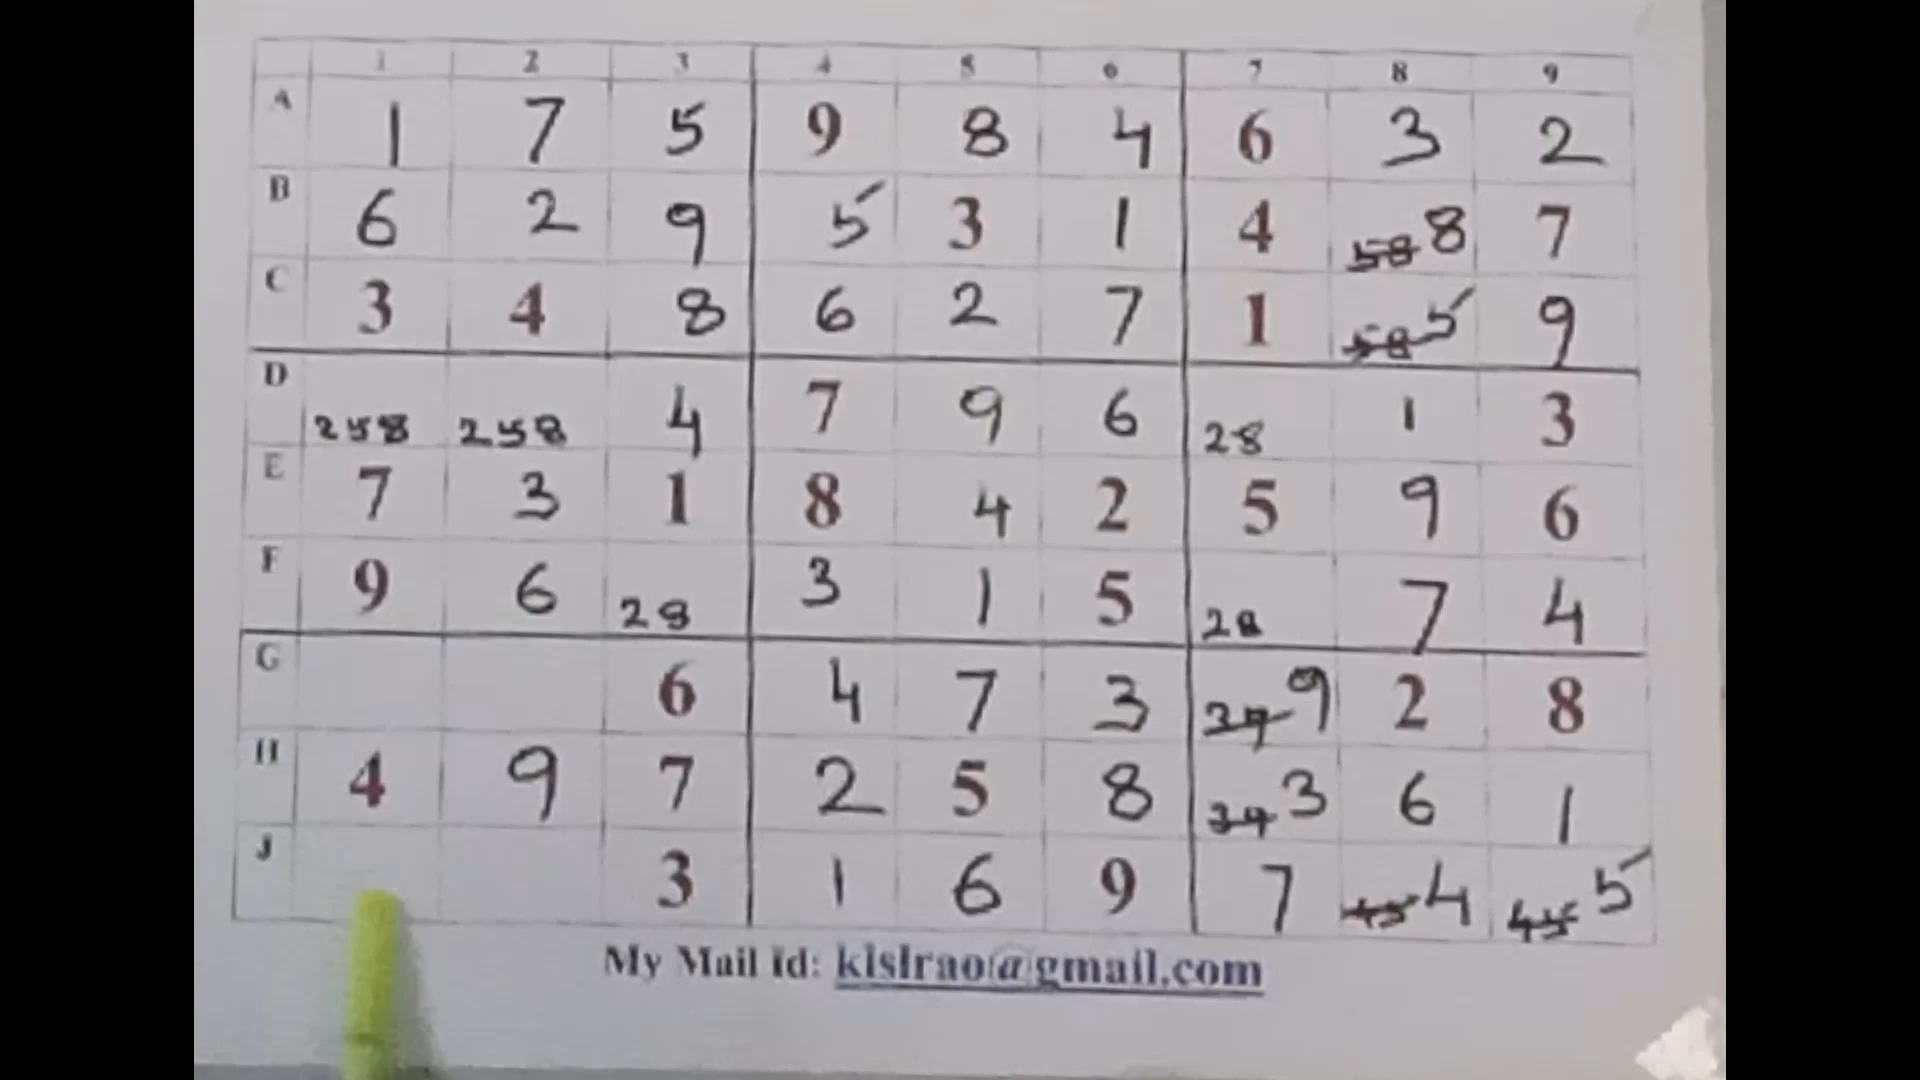 1 2 3 4 5 6 7 8 9
A 1 7 5 9 8 4 6 3 2
B 6 2 9 5 3 1 4 58 8 7
C 3 4 8 6 2 7 1 58 5 9
D 258 258 4 7 9 6 28 1 3
E 7 3 1 8 4 2 5 9 6
F 9 6 28 3 1 5 28 7 4
G 6 4 7 3 39 9 2 8
H 4 9 7 2 5 8 39 3 6 1
J 3 1 6 9 7 45 4 45 5
My Mail id: kislrao@gmail.com